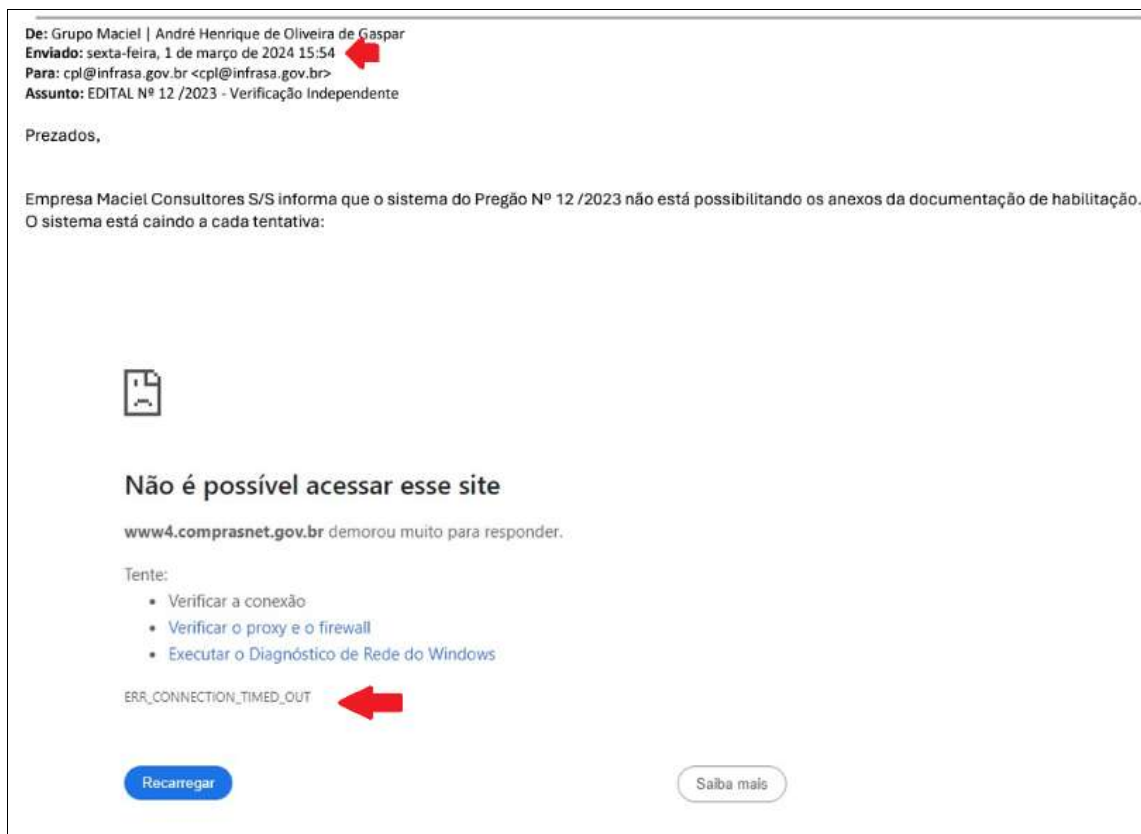 De: Grupo Maciel | André Henrique de Oliveira de Gaspar
Enviado: sexta-feira, 1 de março de 2024 15:54
Para: cpl@infrasa.gov.br <cpl@infrasa.gov.br>
Assunto: EDITAL Nº 12 /2023 - Verificação Independente
Prezados,
Empresa Maciel Consultores S/S informa que o sistema do Pregão Nº 12 /2023 não está possibilitando os anexos da documentação de habilitação.
O sistema está caindo a cada tentativa:
Não é possível acessar esse site
www4.comprasnet.gov.br demorou muito para responder.
Tente:
• Verificar a conexão
• Verificar o proxy e o firewall
• Executar o Diagnóstico de Rede do Windows
ERR_CONNECTION_TIMED_OUT
Recarregar
Saiba mais